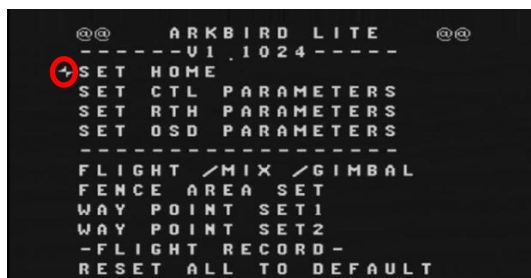 @@ ARKBIRD LITE @@
------V1.1024-----
SET HOME
SET CTL PARAMETERS
SET RTH PARAMETERS
SET OSD PARAMETERS
-------------------
FLIGHT /MIX /GIMBAL
FENCE AREA SET
WAY POINT SET1
WAY POINT SET2
-FLIGHT RECORD-
RESET ALL TO DEFAULT